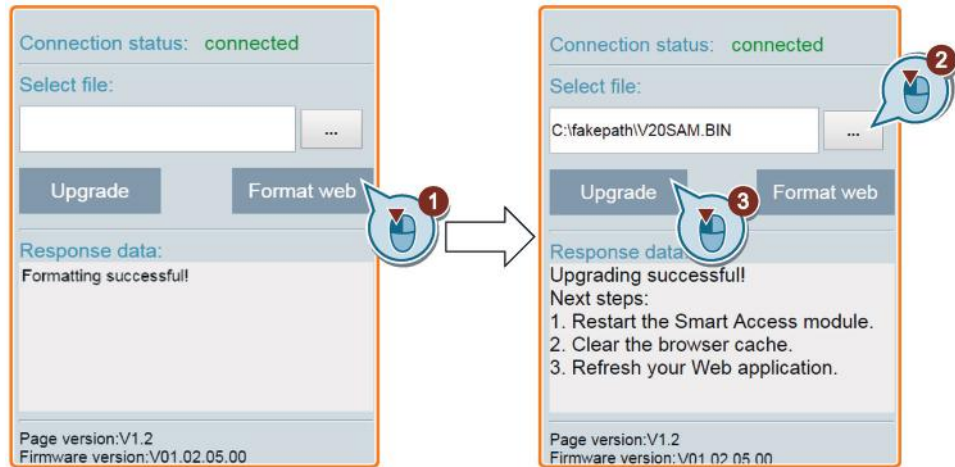 Connection status: connected
Select file:
...
Upgrade
Format web
1
Response data:
Formatting successful!
Page version:V1.2
Firmware version:V01.02.05.00
Connection status: connected
2
Select file:
C:\fakepath\V20SAM.BIN
...
Upgrade
Format web
3
Response data:
Upgrading successful!
Next steps:
1. Restart the Smart Access module.
2. Clear the browser cache.
3. Refresh your Web application.
Page version:V1.2
Firmware version:V01.02.05.00